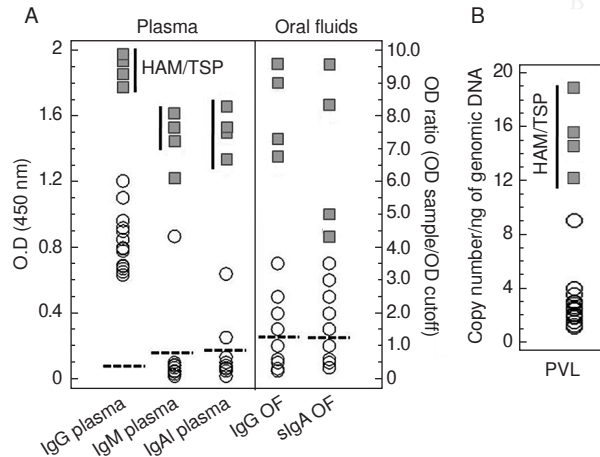 A
Plasma
Oral fluids
B
2
1.6
1.2
0.8
0.4
0
O.D (450 nm)
HAM/TSP
10.0
9.0
8.0
7.0
6.0
5.0
4.0
3.0
2.0
1.0
0.0
OD ratio (OD sample/OD cutoff)
IgG plasma
IgM plasma
IgAl plasma
IgG OF
sIgA OF
20
16
12
8
4
0
Copy number/ng of genomic DNA
HAM/TSP
PVL
B